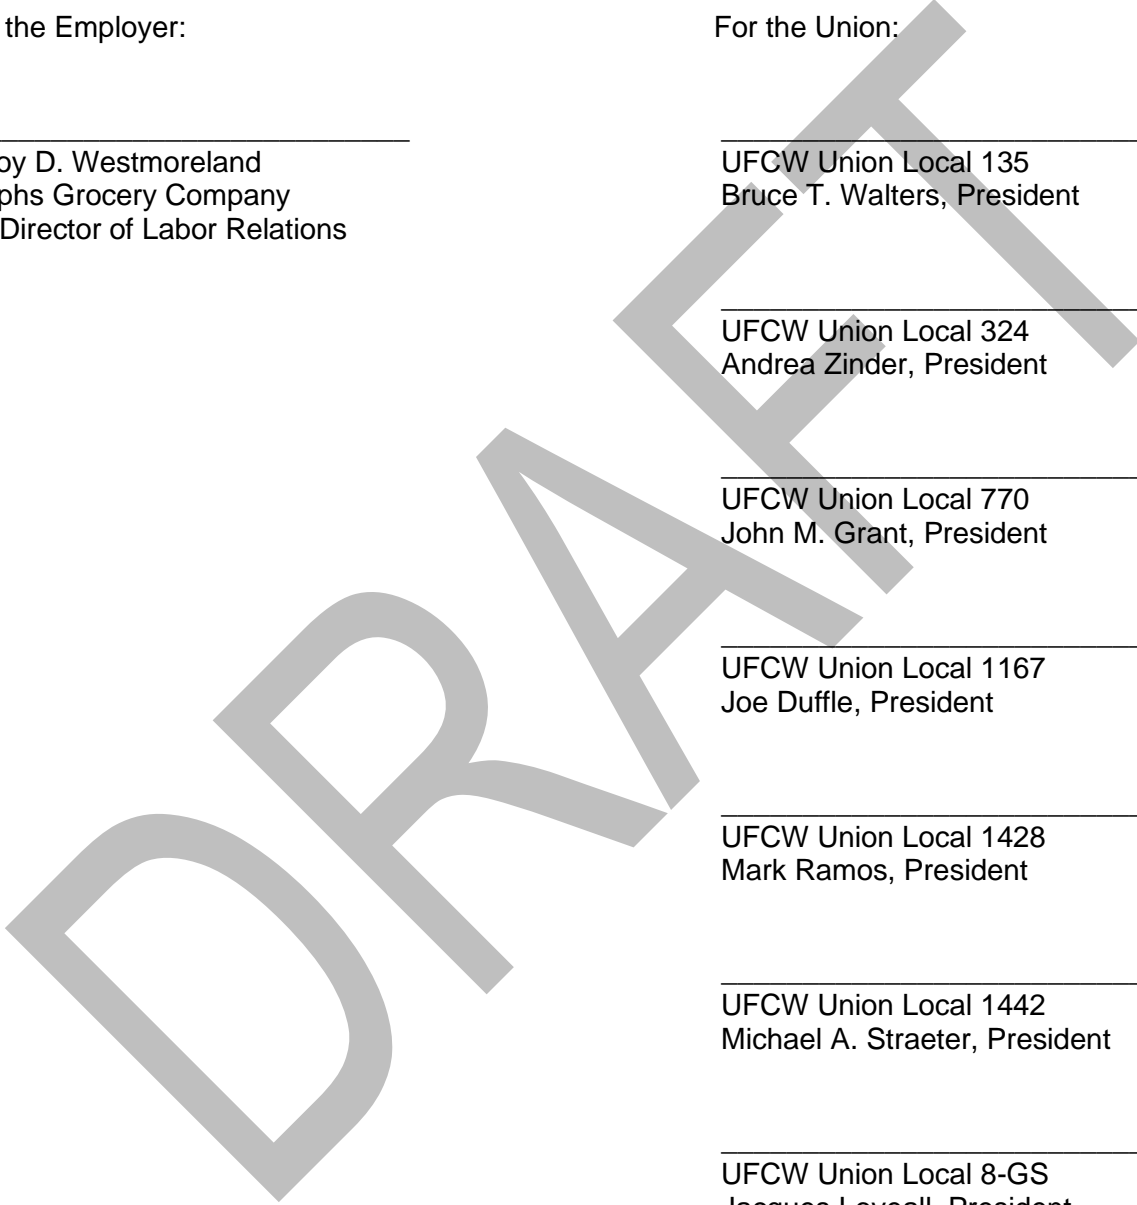 the Employer:
For the Union:
oy D. Westmoreland
phs Grocery Company
Director of Labor Relations
UFCW Union Local 135
Bruce T. Walters, President
UFCW Union Local 324
Andrea Zinder, President
UFCW Union Local 770
John M. Grant, President
UFCW Union Local 1167
Joe Duffle, President
UFCW Union Local 1428
Mark Ramos, President
UFCW Union Local 1442
Michael A. Straeter, President
UFCW Union Local 8-GS
Jacques Loveall, President
DRAFT